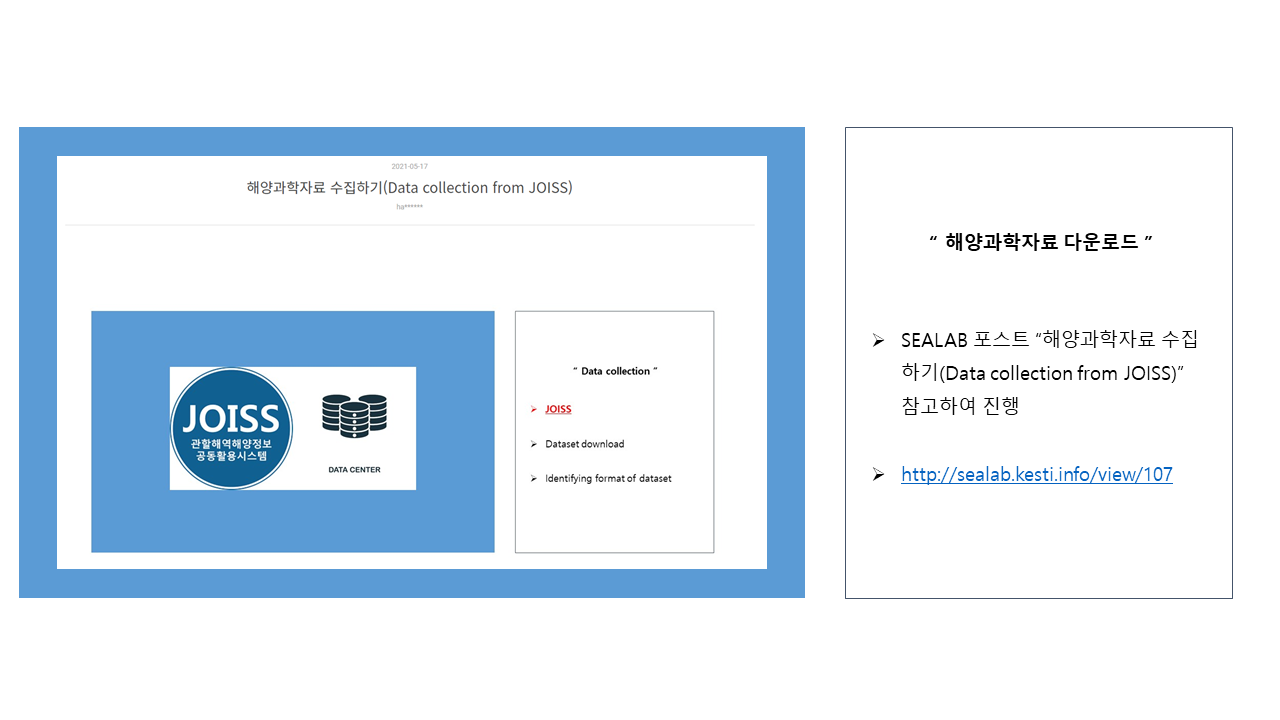 2021-05-17
해양과학자료 수집하기(Data collection from JOISS)
ha******
JOISS
관할해역해양정보
공동활용시스템
DATA CENTER
“ Data collection ”
➢ JOISS
➢ Dataset download
➢ Identifying format of dataset
“ 해양과학자료 다운로드 ”
➢ SEALAB 포스트 “해양과학자료 수집
하기(Data collection from JOISS)”
참고하여 진행
➢ http://sealab.kesti.info/view/107